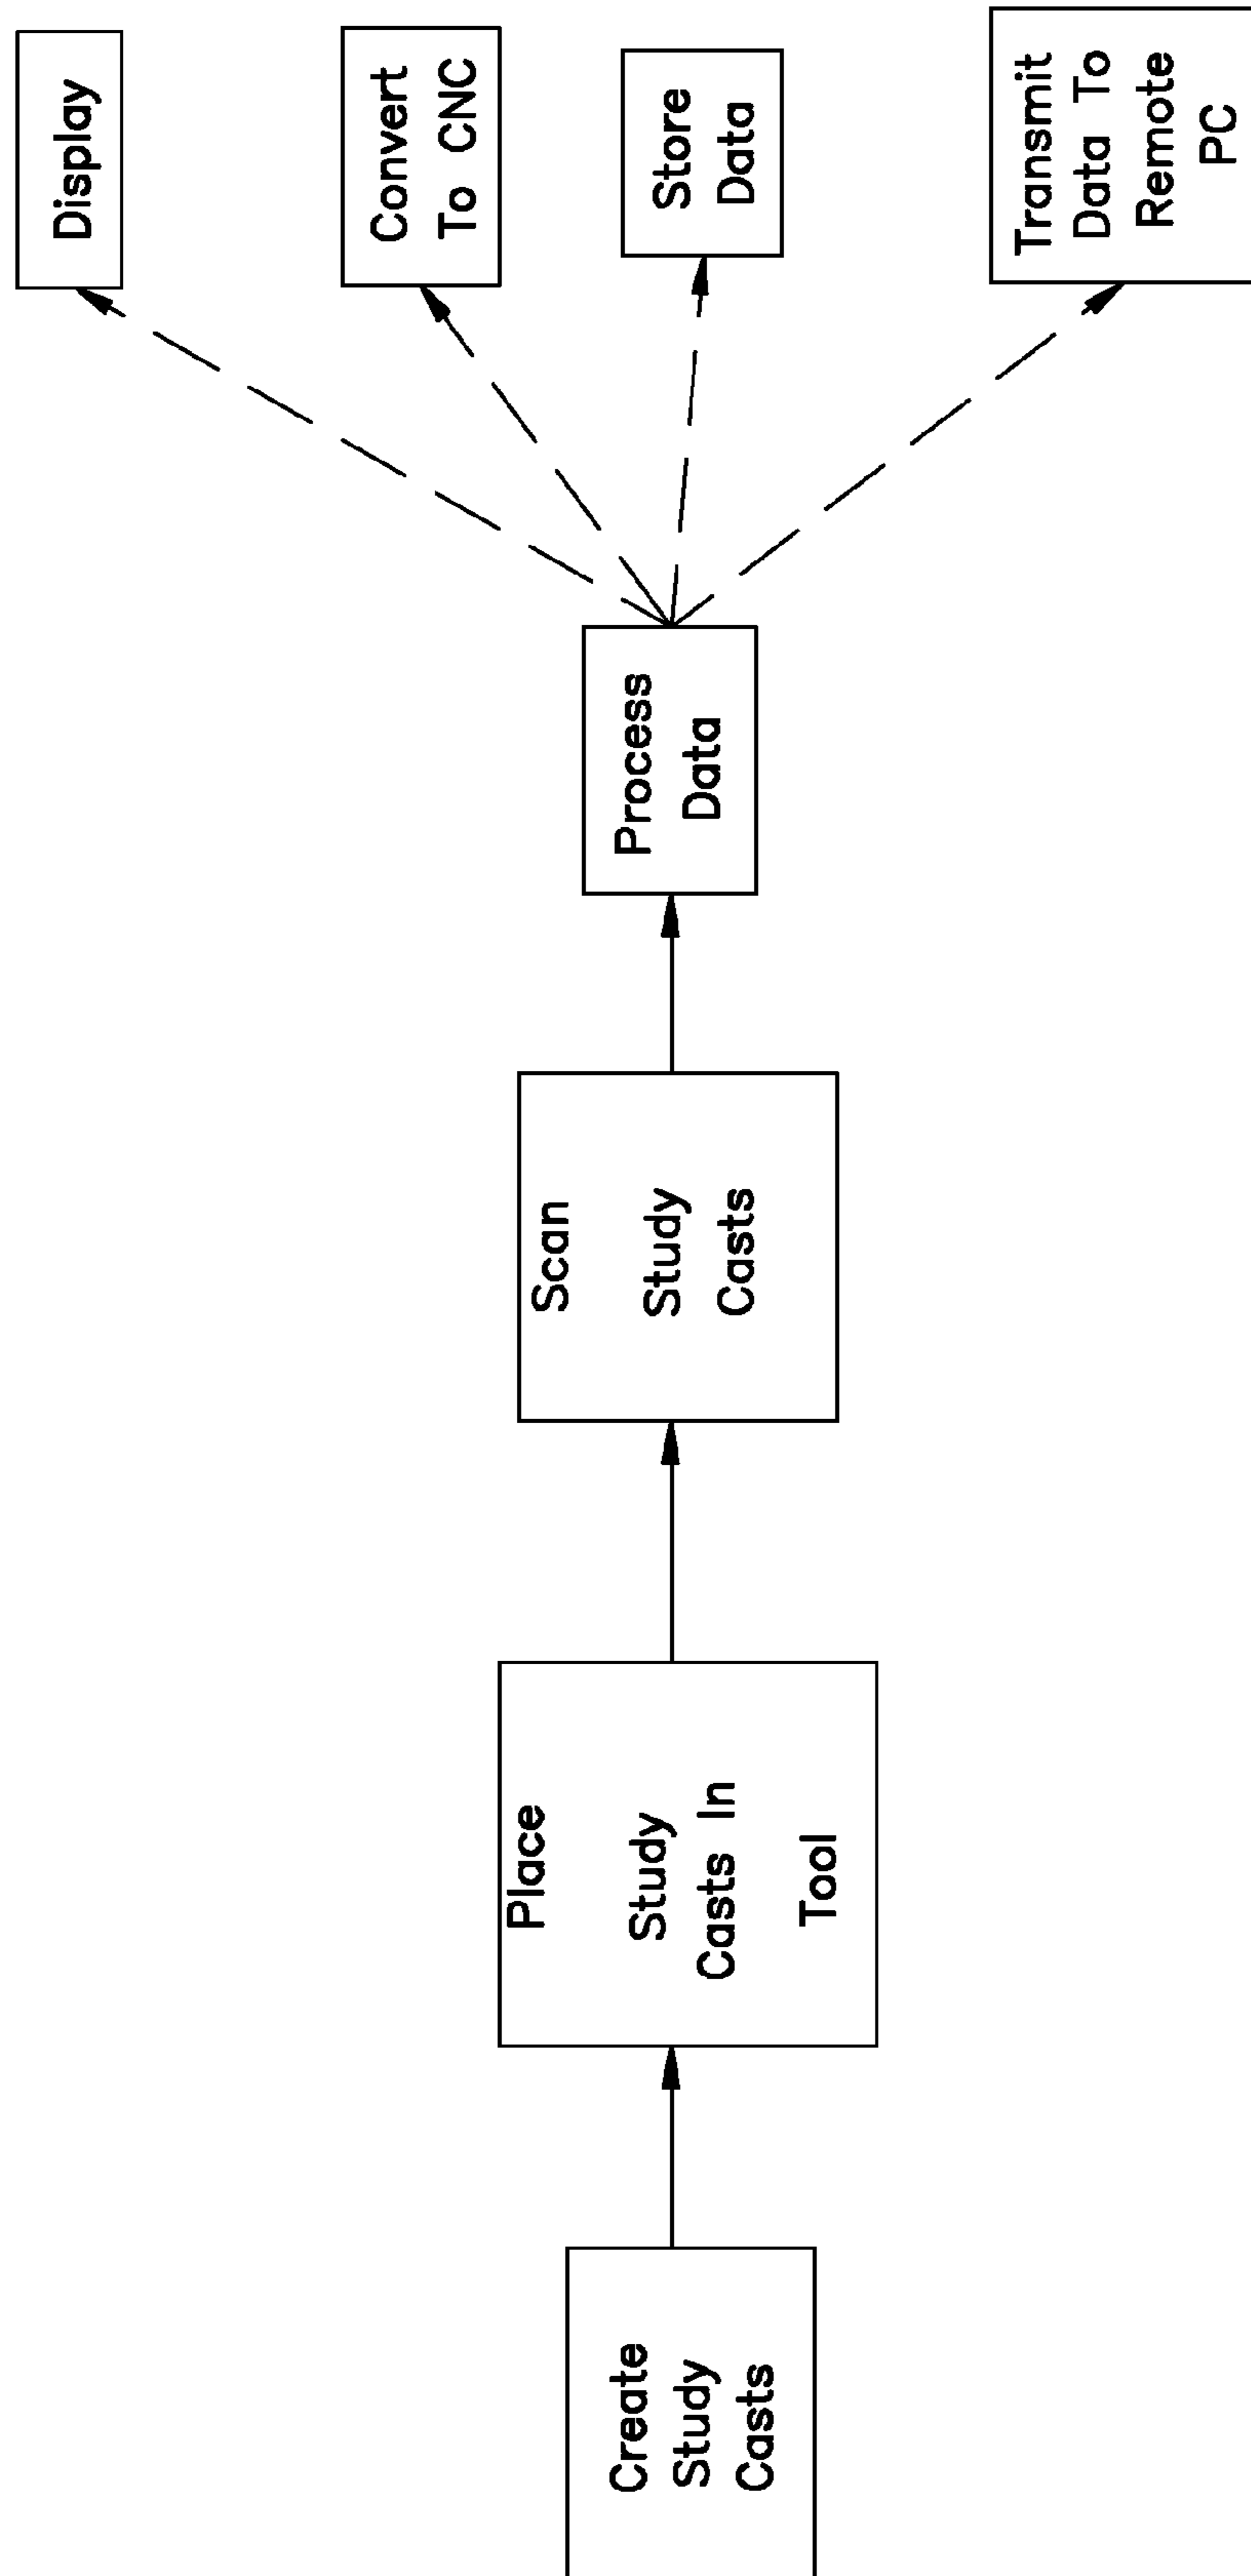 Create
Study
Casts
Place
Study
Casts In
Tool
Scan
Study
Casts
Process
Data
Display
Convert
To CNC
Store
Data
Transmit
Data To
Remote
PC